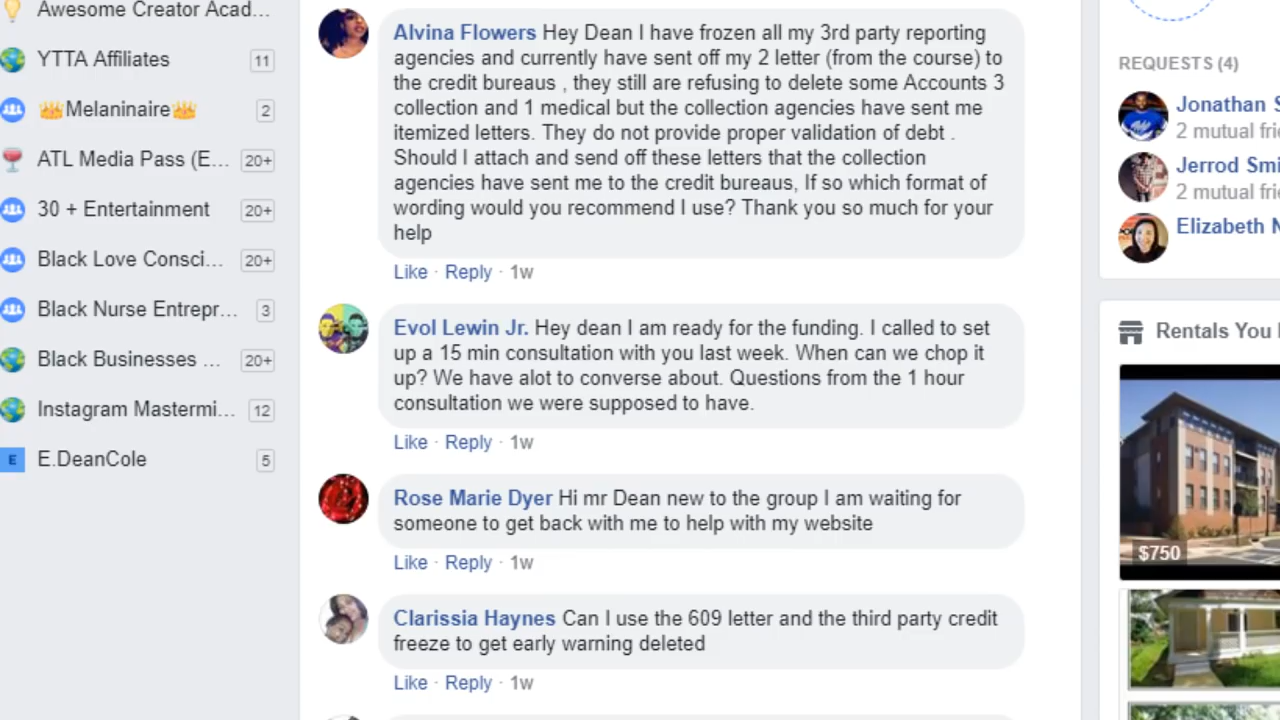 Awesome Creator Acad...
YTTA Affiliates 11
👑Melaninaire👑 2
ATL Media Pass (E... 20+
30 + Entertainment 20+
Black Love Consci... 20+
Black Nurse Entrepr... 3
Black Businesses ... 20+
Instagram Mastermi... 12
E E.DeanCole 5
Alvina Flowers Hey Dean I have frozen all my 3rd party reporting
agencies and currently have sent off my 2 letter (from the course) to
the credit bureaus , they still are refusing to delete some Accounts 3
collection and 1 medical but the collection agencies have sent me
itemized letters. They do not provide proper validation of debt .
Should I attach and send off these letters that the collection
agencies have sent me to the credit bureaus, If so which format of
wording would you recommend I use? Thank you so much for your
help
Like · Reply · 1w
Evol Lewin Jr. Hey dean I am ready for the funding. I called to set
up a 15 min consultation with you last week. When can we chop it
up? We have alot to converse about. Questions from the 1 hour
consultation we were supposed to have.
Like · Reply · 1w
Rose Marie Dyer Hi mr Dean new to the group I am waiting for
someone to get back with me to help with my website
Like · Reply · 1w
Clarissia Haynes Can I use the 609 letter and the third party credit
freeze to get early warning deleted
Like · Reply · 1w
REQUESTS (4)
Jonathan S
2 mutual frie
Jerrod Smi
2 mutual frie
Elizabeth N
Rentals You
$750